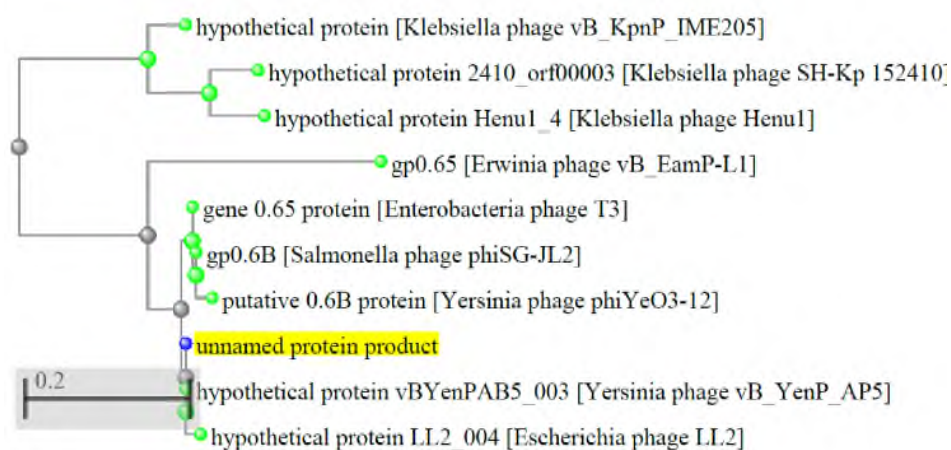 hypothetical protein [Klebsiella phage vB_KpnP_IME205]
hypothetical protein 2410_orf00003 [Klebsiella phage SH-Kp 152410]
hypothetical protein Henu1_4 [Klebsiella phage Henu1]
gp0.65 [Erwinia phage vB_EamP-L1]
gene 0.65 protein [Enterobacteria phage T3]
gp0.6B [Salmonella phage phiSG-JL2]
putative 0.6B protein [Yersinia phage phiYeO3-12]
unnamed protein product
0.2
hypothetical protein vBYenPAB5_003 [Yersinia phage vB_YenP_AP5]
hypothetical protein LL2_004 [Escherichia phage LL2]